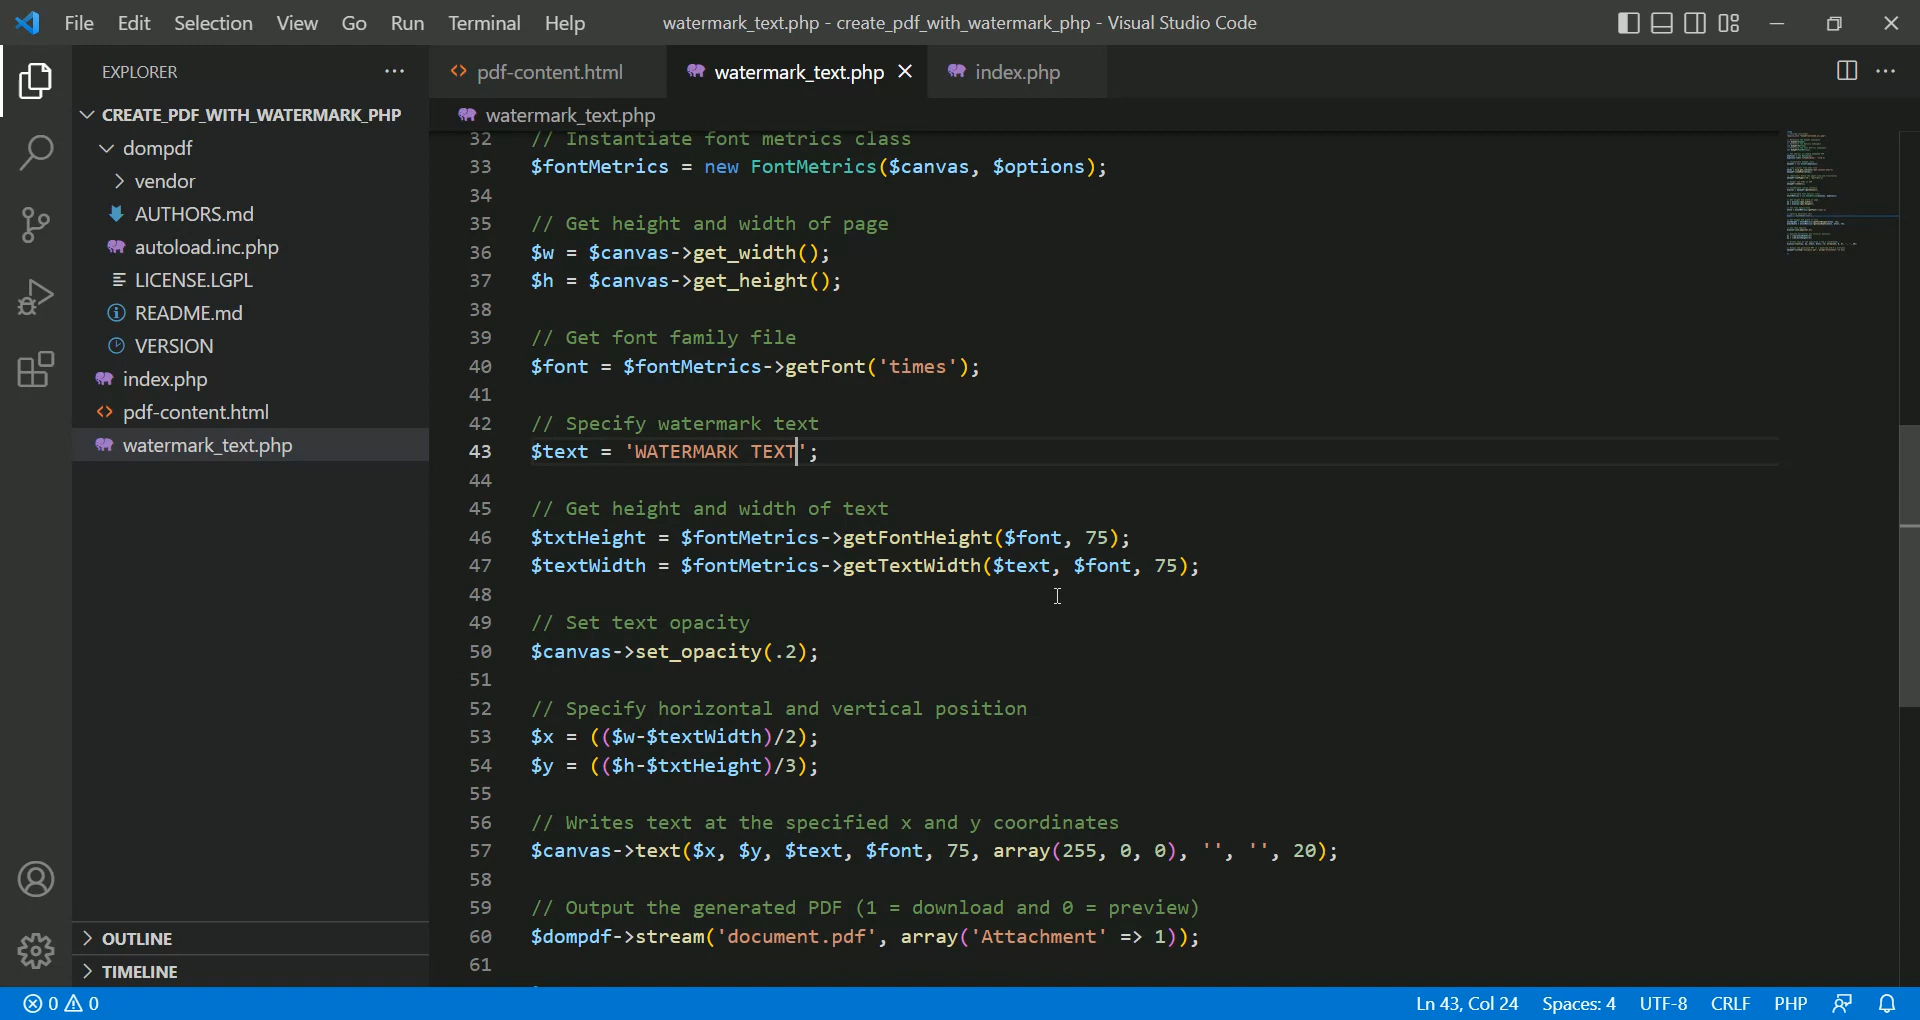 File Edit Selection View Go Run Terminal Help
watermark_text.php - create_pdf_with_watermark_php - Visual Studio Code
EXPLORER
CREATE_PDF_WITH_WATERMARK_PHP
dompdf
vendor
AUTHORS.md
autoload.inc.php
LICENSE.LGPL
README.md
VERSION
index.php
pdf-content.html
watermark_text.php
OUTLINE
TIMELINE
pdf-content.html watermark_text.php index.php
watermark_text.php
32 // Instantiate font metrics class
33 $fontMetrics = new FontMetrics($canvas, $options);
34
35 // Get height and width of page
36 $w = $canvas->get_width();
37 $h = $canvas->get_height();
38
39 // Get font family file
40 $font = $fontMetrics->getFont('times');
41
42 // Specify watermark text
43 $text = 'WATERMARK TEXT';
44
45 // Get height and width of text
46 $txtHeight = $fontMetrics->getFontHeight($font, 75);
47 $textWidth = $fontMetrics->getTextWidth($text, $font, 75);
48
49 // Set text opacity
50 $canvas->set_opacity(.2);
51
52 // Specify horizontal and vertical position
53 $x = (($w-$textWidth)/2);
54 $y = (($h-$txtHeight)/3);
55
56 // Writes text at the specified x and y coordinates
57 $canvas->text($x, $y, $text, $font, 75, array(255, 0, 0), '', '', 20);
58
59 // Output the generated PDF (1 = download and 0 = preview)
60 $dompdf->stream('document.pdf', array('Attachment' => 1));
61
0 0
Ln 43, Col 24 Spaces: 4 UTF-8 CRLF PHP